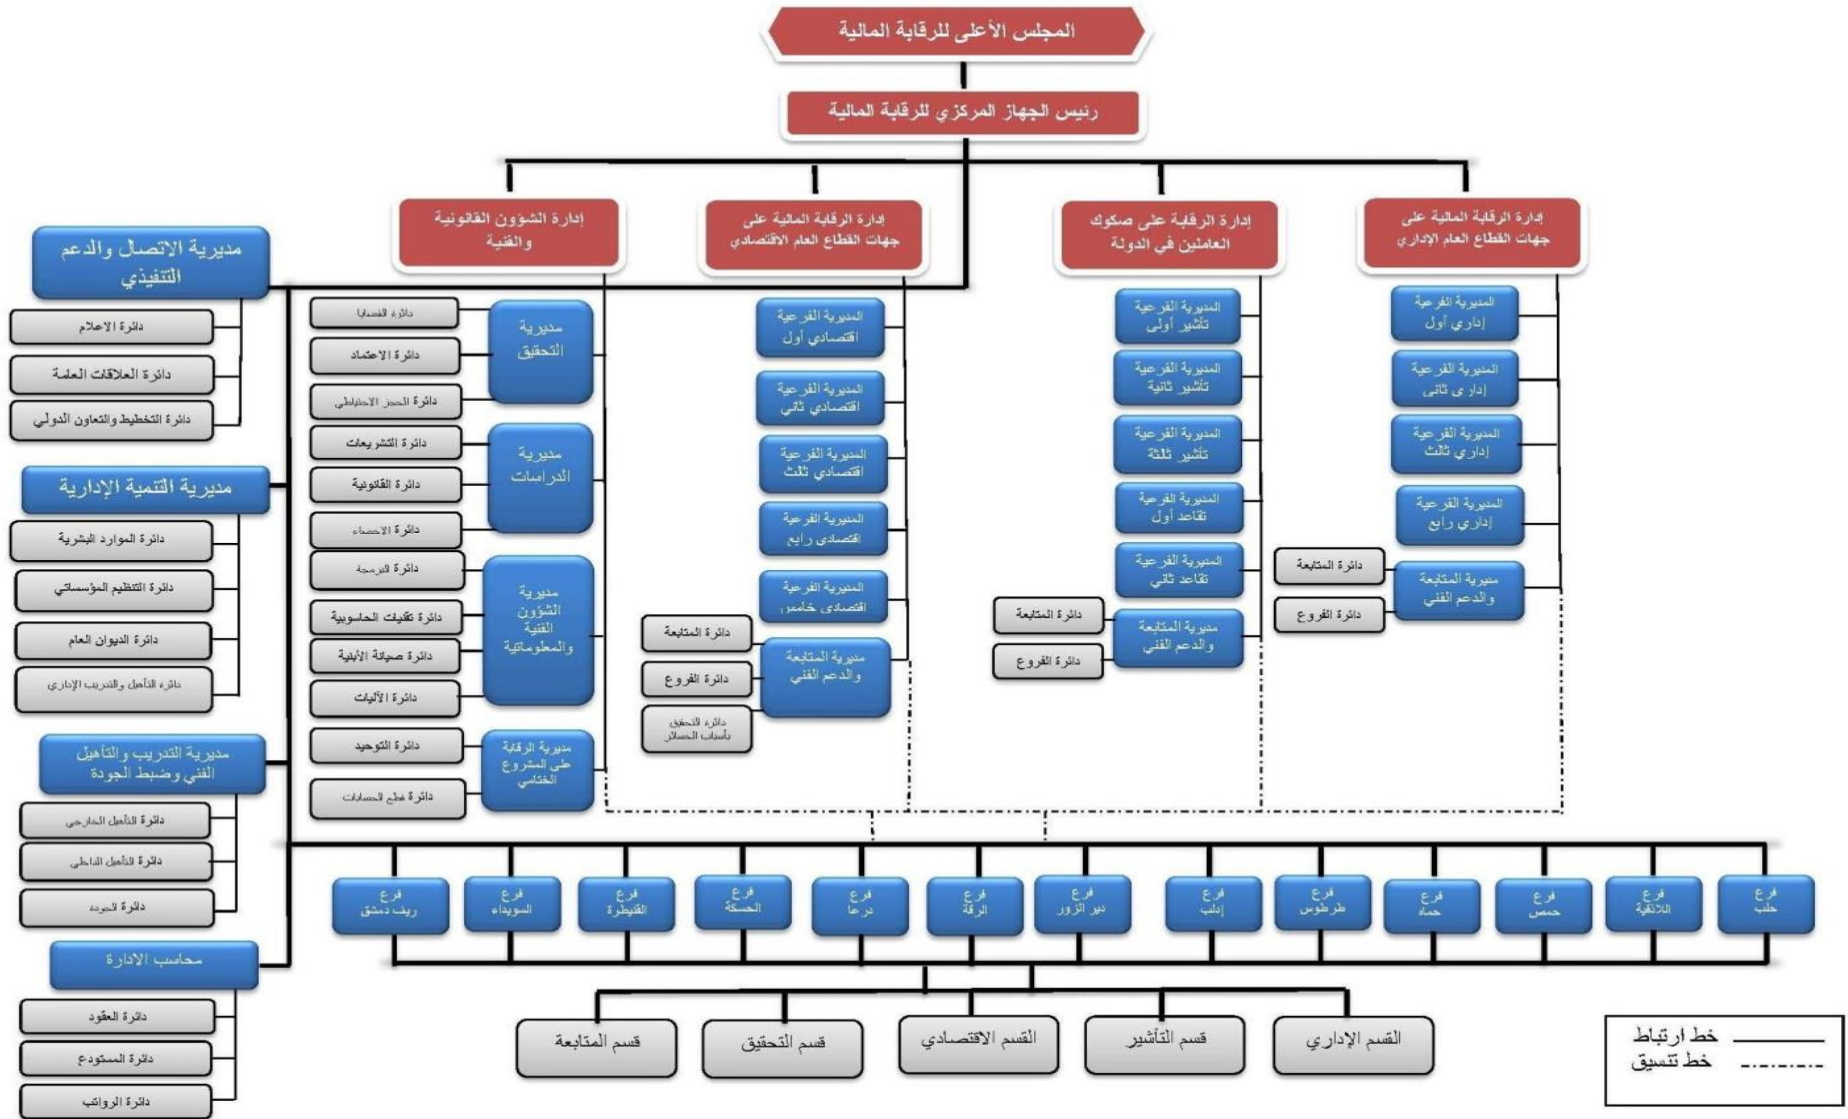 المجلس الأعلى للرقابة المالية
رئيس الجهاز المركزي للرقابة المالية
إدارة الرقابة المالية على
جهات القطاع العام الإداري
إدارة الرقابة على صكوك
العاملين في الدولة
إدارة الرقابة المالية على
جهات القطاع العام الاقتصادي
إدارة الشؤون القانونية
والفنية
المديرية الفرعية
إداري أول
المديرية الفرعية
إداري ثاني
المديرية الفرعية
إداري ثالث
المديرية الفرعية
إداري رابع
مديرية المتابعة
والدعم الفني
دائرة المتابعة
دائرة الفروع
المديرية الفرعية
تأشير أولى
المديرية الفرعية
تأشير ثانية
المديرية الفرعية
تأشير ثالثة
المديرية الفرعية
تقاعد أول
المديرية الفرعية
تقاعد ثاني
مديرية المتابعة
والدعم الفني
دائرة المتابعة
دائرة الفروع
المديرية الفرعية
اقتصادي أول
المديرية الفرعية
اقتصادي ثاني
المديرية الفرعية
اقتصادي ثالث
المديرية الفرعية
اقتصادي رابع
المديرية الفرعية
اقتصادي خامس
مديرية المتابعة
والدعم الفني
دائرة المتابعة
دائرة الفروع
دائرة التحقيق
بأسباب الخسائر
مديرية
التحقيق
دائرة القضايا
دائرة الاعتماد
دائرة الحجز الاحتياطي
مديرية
الدراسات
دائرة التشريعات
دائرة القانونية
دائرة الاحصاء
مديرية
الشؤون
الفنية
والمعلوماتية
دائرة البرمجة
دائرة تقنيات الحاسوبية
دائرة صيانة الأبنية
دائرة الآليات
مديرية الرقابة
على المشروع
الختامي
دائرة التوحيد
دائرة قطع الحسابات
مديرية الاتصال والدعم
التنفيذي
دائرة الاعلام
دائرة العلاقات العامة
دائرة التخطيط والتعاون الدولي
مديرية التنمية الإدارية
دائرة الموارد البشرية
دائرة التنظيم المؤسساتي
دائرة الديوان العام
دائرة التأهيل والتدريب الإداري
مديرية التدريب والتأهيل
الفني وضبط الجودة
دائرة التأهيل الخارجي
دائرة التأهيل الداخلي
دائرة الجودة
محاسب الادارة
دائرة العقود
دائرة المستودع
دائرة الرواتب
فرع
حلب
فرع
اللاذقية
فرع
حمص
فرع
حماه
فرع
طرطوس
فرع
إدلب
فرع
دير الزور
فرع
الرقة
فرع
درعا
فرع
الحسكة
فرع
القنيطرة
فرع
السويداء
فرع
ريف دمشق
القسم الإداري
قسم التأشير
القسم الاقتصادي
قسم التحقيق
قسم المتابعة
خط ارتباط
خط تنسيق